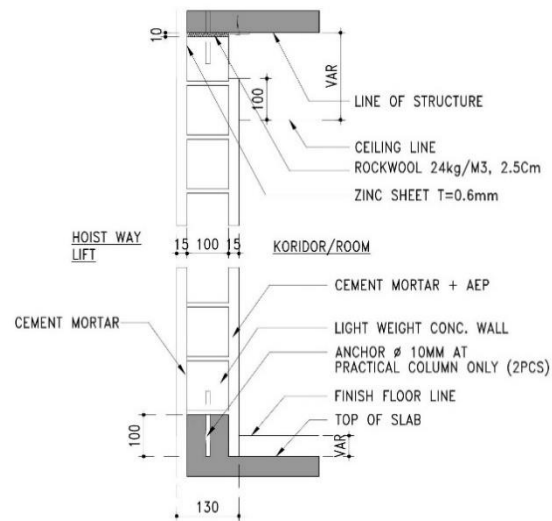 10
VAR
100
LINE OF STRUCTURE
CEILING LINE
ROCKWOOL 24kg/M3, 2.5Cm
ZINC SHEET T=0.6mm
HOIST WAY
LIFT
15 100 15
KORIDOR/ROOM
CEMENT MORTAR + AEP
CEMENT MORTAR
LIGHT WEIGHT CONC. WALL
ANCHOR ø 10MM AT
PRACTICAL COLUMN ONLY (2PCS)
FINISH FLOOR LINE
TOP OF SLAB
100
VAR
130